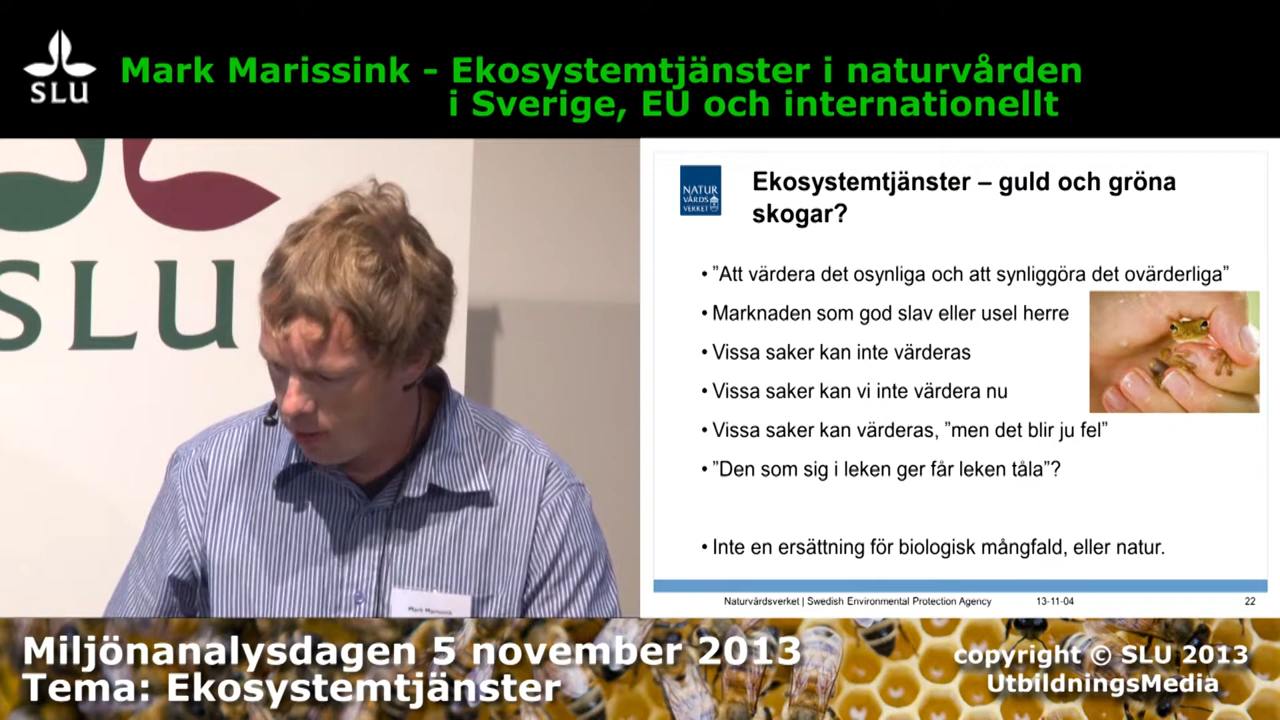 SLU
Mark Marissink - Ekosystemtjänster i naturvården
i Sverige, EU och internationellt
SLU
NATUR
VÅRDS
VERKET
Ekosystemtjänster – guld och gröna
skogar?
• ”Att värdera det osynliga och att synliggöra det ovärderliga”
• Marknaden som god slav eller usel herre
• Vissa saker kan inte värderas
• Vissa saker kan vi inte värdera nu
• Vissa saker kan värderas, ”men det blir ju fel”
• ”Den som sig i leken ger får leken tåla”?
• Inte en ersättning för biologisk mångfald, eller natur.
Naturvårdsverket | Swedish Environmental Protection Agency 13-11-04 22
Mark Marissink
Miljönanalysdagen 5 november 2013
Tema: Ekosystemtjänster
copyright © SLU 2013
UtbildningsMedia